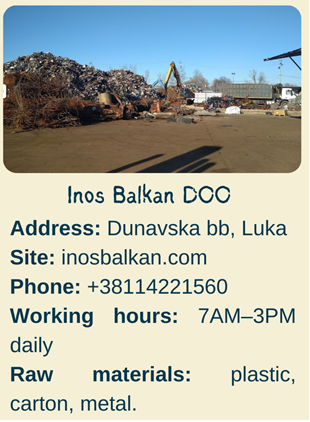 Inos Balkan DOO
Address: Dunavska bb, Luka
Site: inosbalkan.com
Phone: +38114221560
Working hours: 7AM–3PM
daily
Raw materials: plastic,
carton, metal.